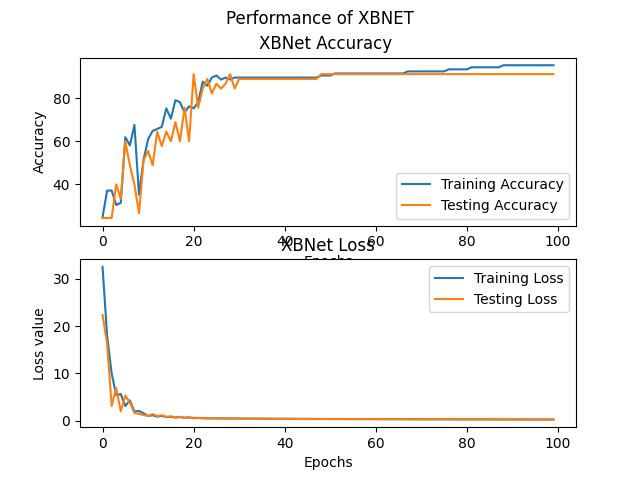 Performance of XBNET
XBNet Accuracy
80
60
40
Accuracy
Training Accuracy
Testing Accuracy
0 20 40 60 80 100
Epochs
XBNet Loss
30
20
10
0
Loss value
Training Loss
Testing Loss
0 20 40 60 80 100
Epochs